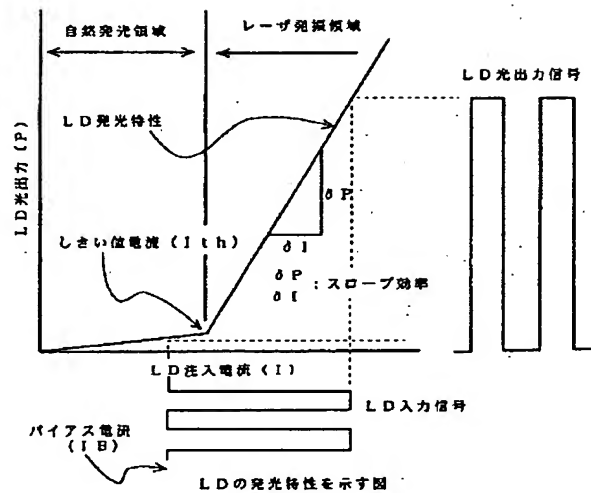 自然発光領域
レーザ発振領域
LD光出力信号
LD発光特性
LD光出力(P)
δP
しきい位電流(Ith)
δI
δP
δI
:スロープ効率
LD注入電流(I)
LD入力信号
バイアス電流
(IB)
LDの発光特性を示す図